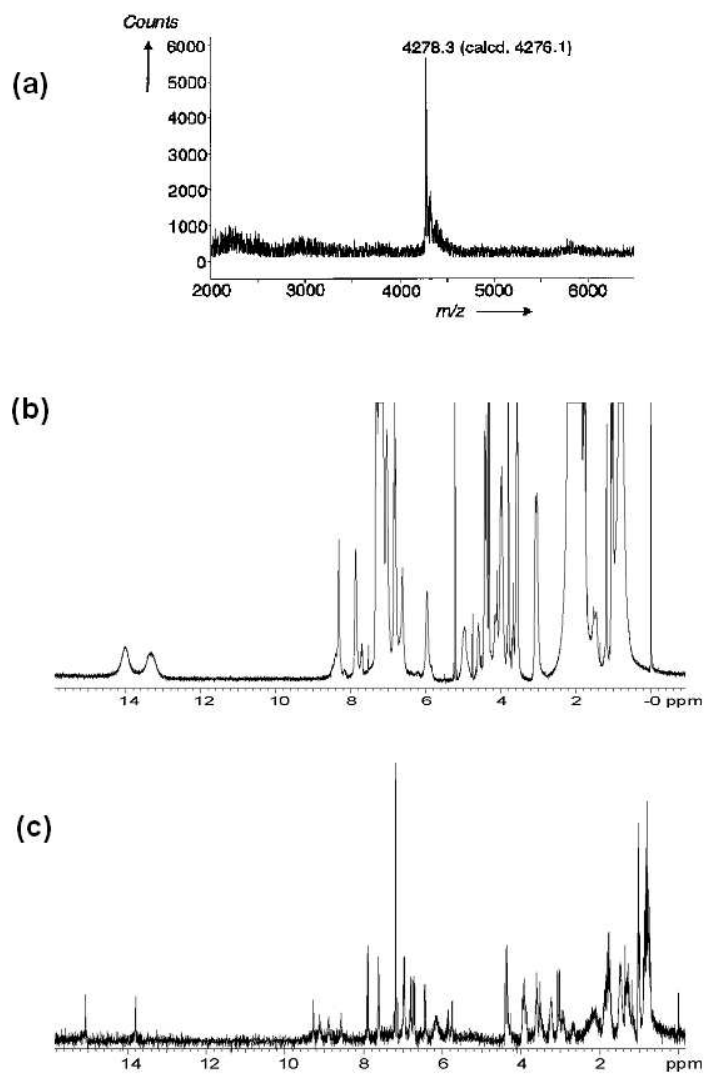 Counts
(a)
4278.3 (calcd, 4276.1)
6000
5000
4000
3000
2000
1000
0
2000 3000 4000 5000 6000
m/z
(b)
14 12 10 8 6 4 2 -0 ppm
(c)
14 12 10 8 6 4 2 ppm